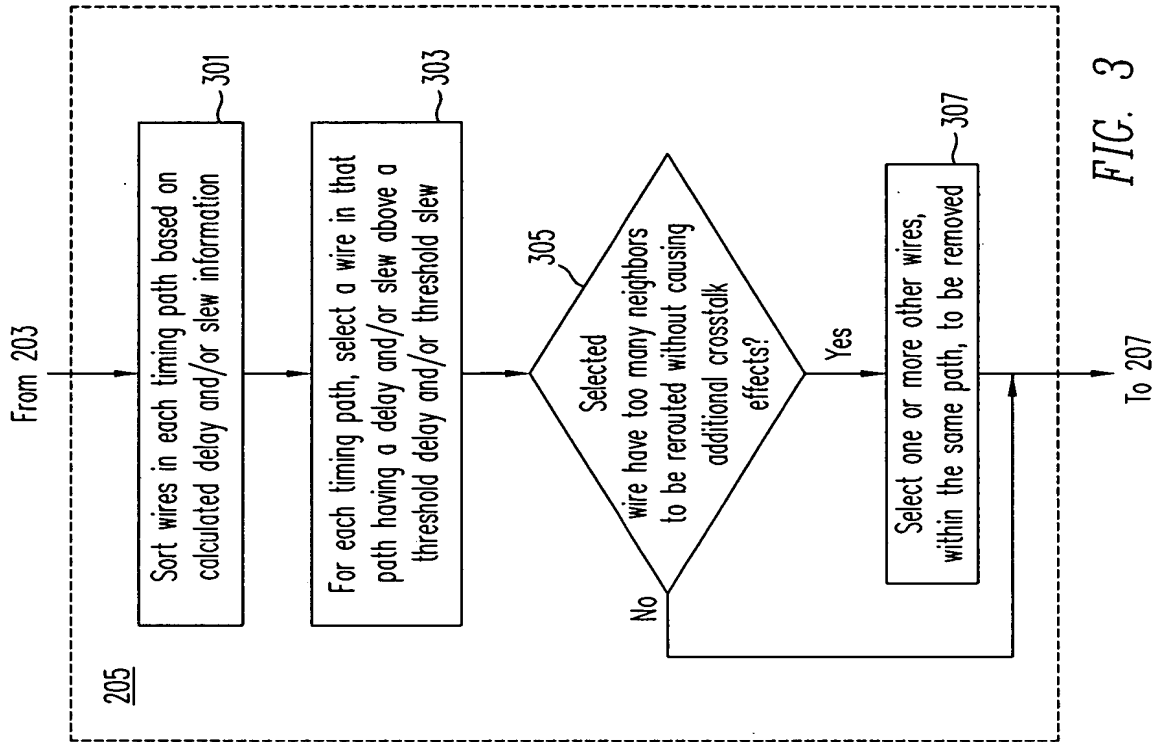 From 203
205
301
Sort wires in each timing path based on
calculated delay and/or slew information
303
For each timing path, select a wire in that
path having a delay and/or slew above a
threshold delay and/or threshold slew
305
Selected
wire have too many neighbors
to be rerouted without causing
additional crosstalk
effects?
No
Yes
307
Select one or more other wires,
within the same path, to be removed
To 207
FIG. 3